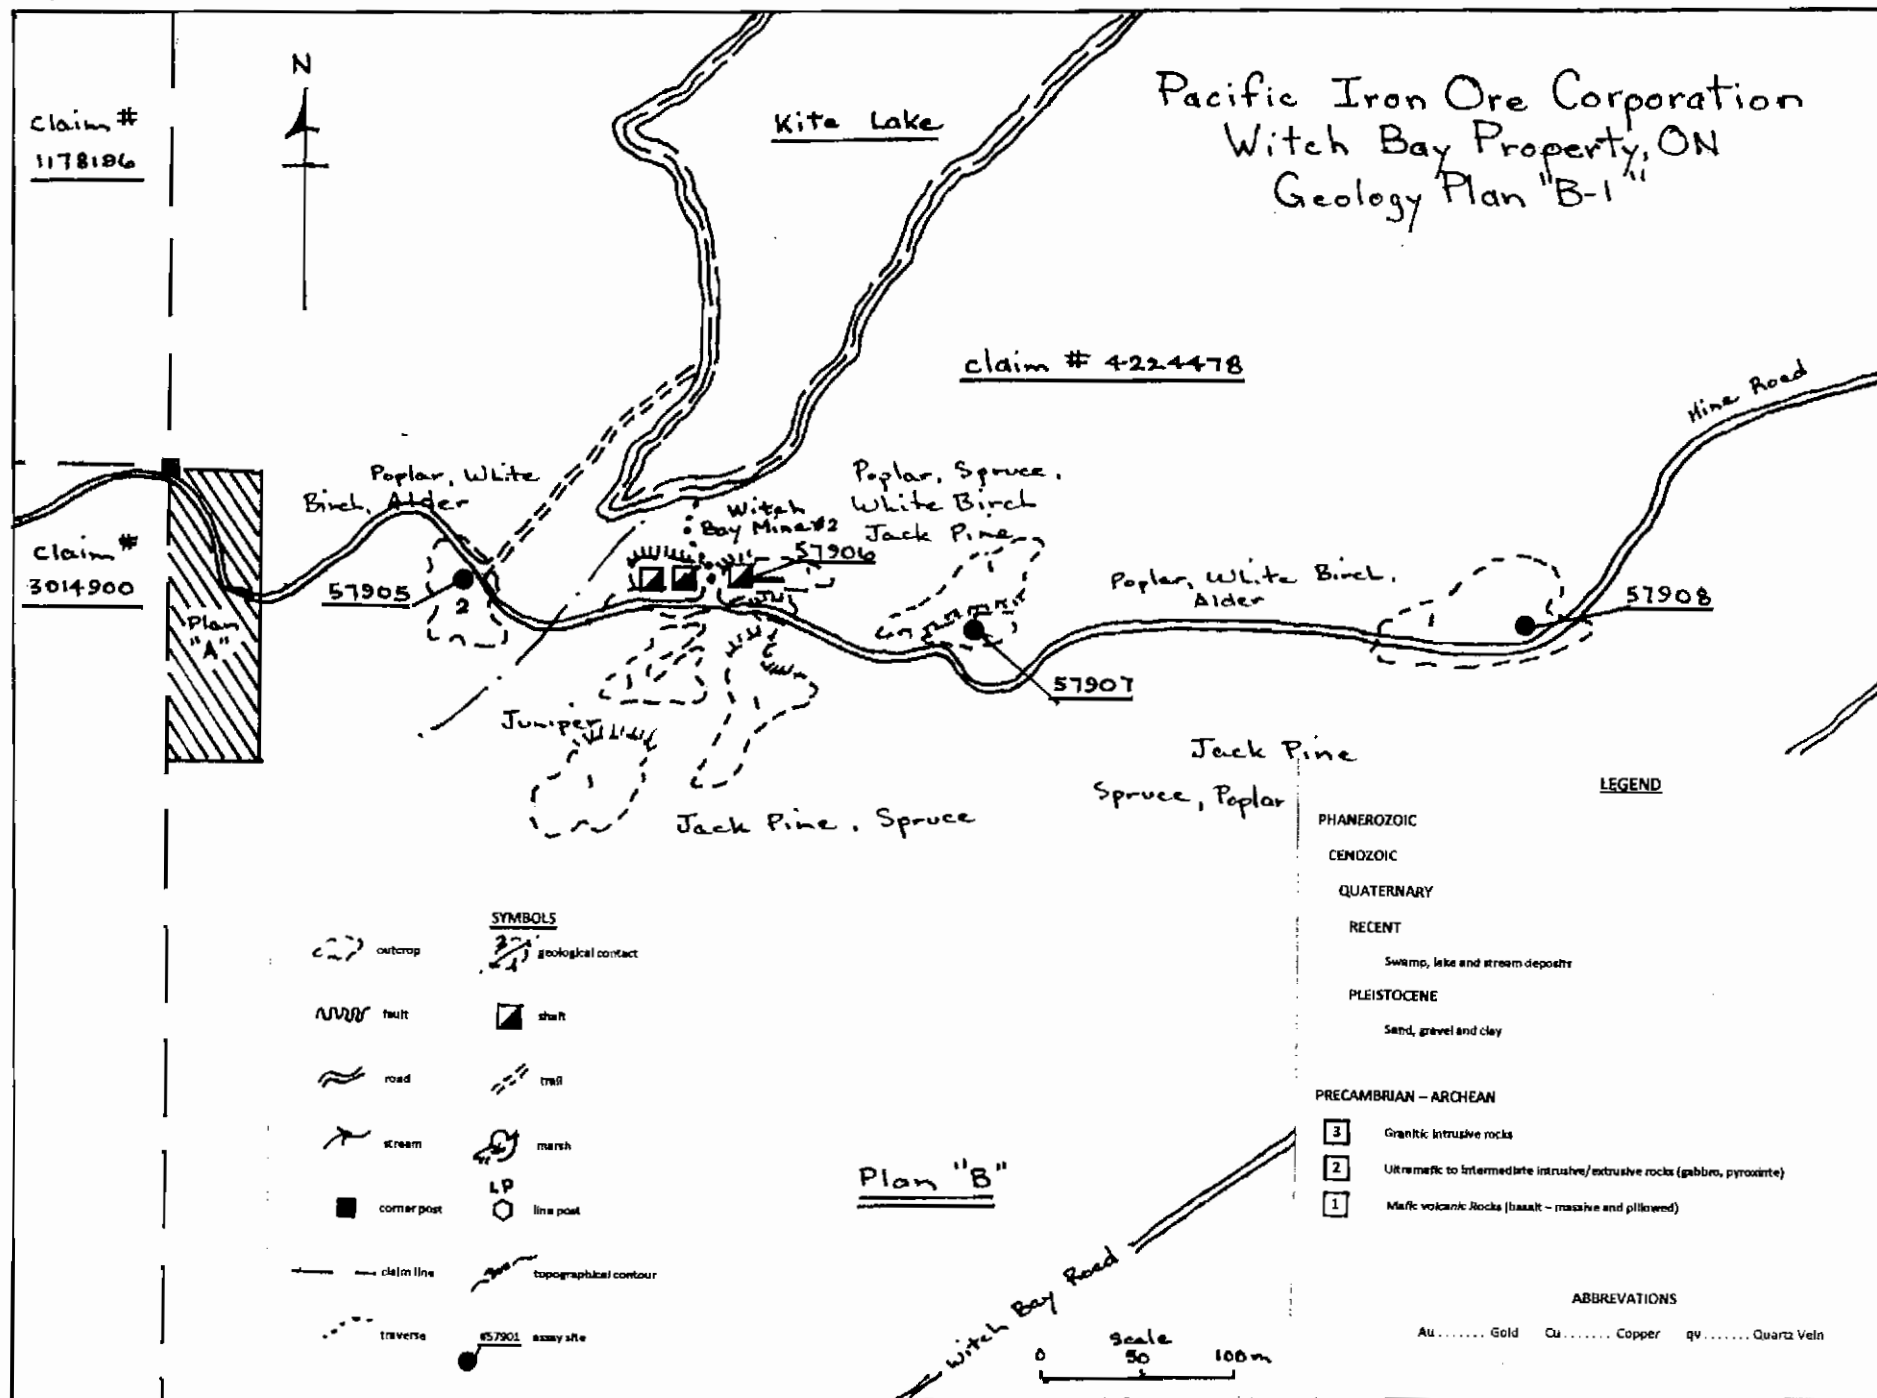 Pacific Iron Ore Corporation
Witch Bay Property, ON
Geology Plan "B-1"
N
Claim #
1178186
Kite Lake
claim # 4224478
Mine Road
Poplar, White
Birch, Alder
Witch
Bay Mine #2
Poplar, Spruce,
White Birch
Jack Pine
57906
Claim #
3014900
Plan
"A"
57905
2
Poplar, White Birch,
Alder
57908
57907
Juniper
Jack Pine, Spruce
Jack Pine
Spruce, Poplar
LEGEND
PHANEROZOIC
CENOZOIC
QUATERNARY
RECENT
Swamp, lake and stream deposits
PLEISTOCENE
Sand, gravel and clay
PRECAMBRIAN – ARCHEAN
3 Granitic intrusive rocks
2 Ultramafic to intermediate intrusive/extrusive rocks (gabbro, pyroxinte)
1 Mafic volcanic Rocks (basalt – massive and pillowed)
ABBREVATIONS
Au ....... Gold Cu ....... Copper qv ....... Quartz Vein
SYMBOLS
outcrop
geological contact
fault
shaft
road
trail
stream
marsh
corner post
LP
line post
claim line
topographical contour
traverse
#57901 assay site
Plan "B"
Witch Bay Road
Scale
0 50 100m